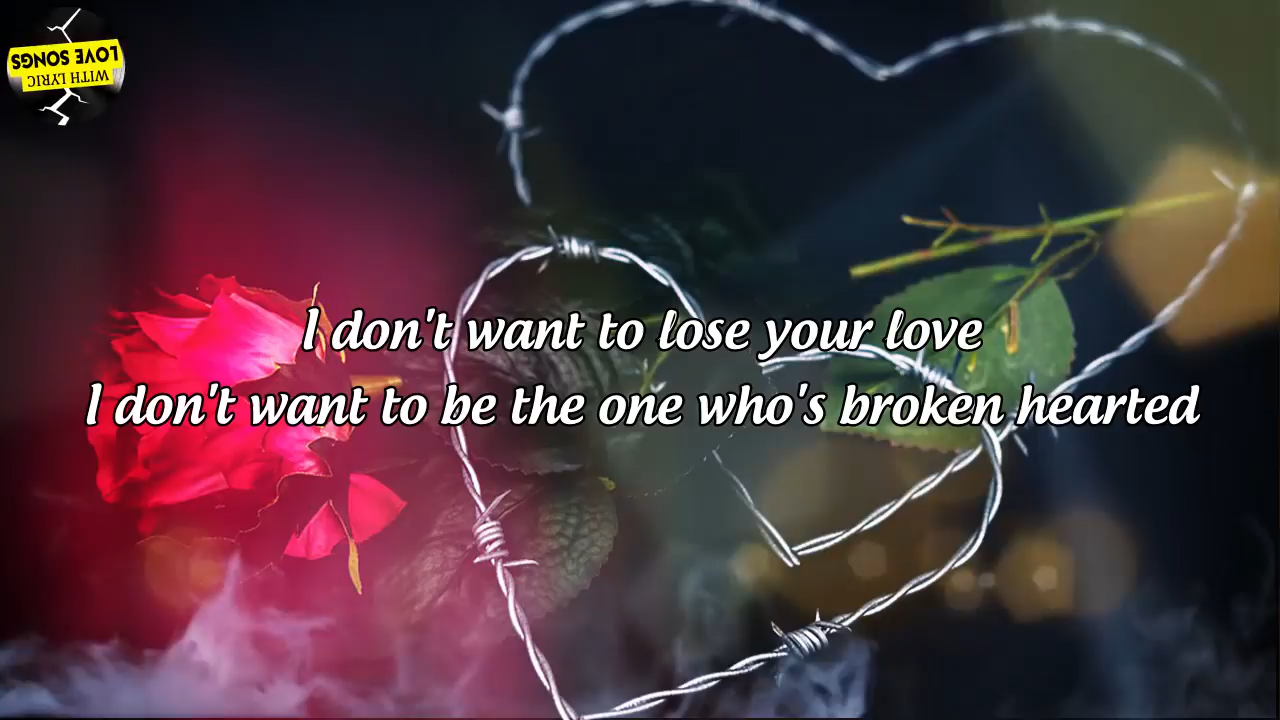 LOVE SONGS
WITH LYRIC
I don't want to lose your love
I don't want to be the one who's broken hearted